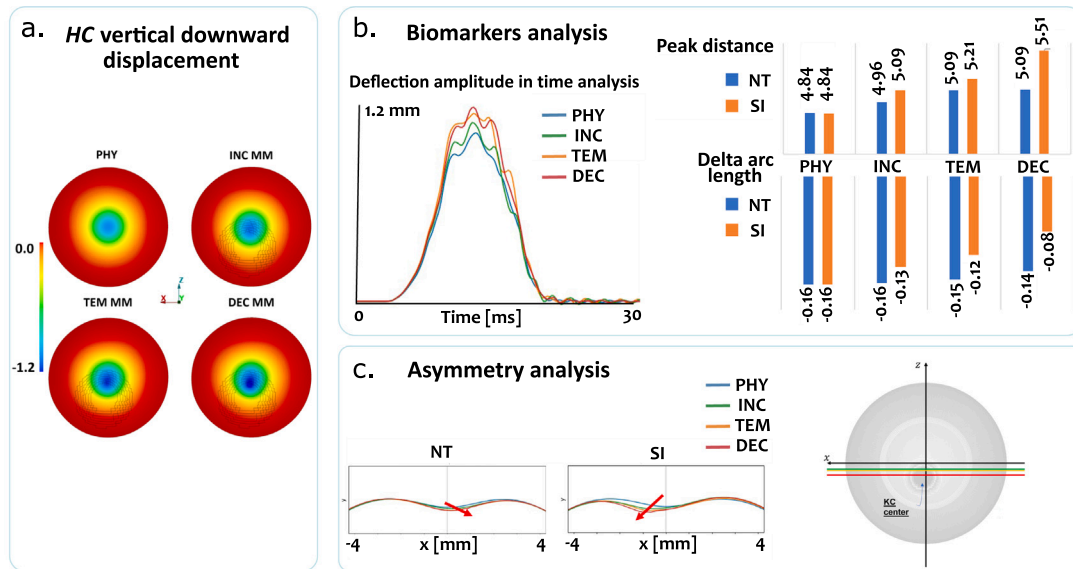 a.
HC vertical downward
displacement
PHY
INC MM
0.0
-1.2
Z
X
Y
TEM MM
DEC MM
b.
Biomarkers analysis
Deflection amplitude in time analysis
1.2 mm
PHY
INC
TEM
DEC
0
Time [ms]
30
Peak distance
NT
SI
4.84
4.84
4.96
5.09
5.09
5.21
5.09
5.51
Delta arc
length
NT
SI
PHY
INC
TEM
DEC
-0.16
-0.16
-0.16
-0.13
-0.15
-0.12
-0.14
-0.08
c.
Asymmetry analysis
PHY
INC
TEM
DEC
NT
y
-4
x [mm]
4
SI
y
-4
x [mm]
4
z
x
KC
center